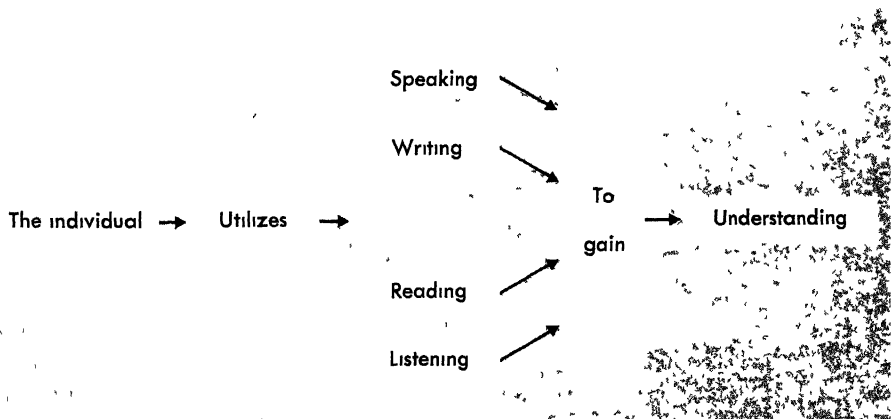 Speaking
Writing
The individual → Utilizes → To gain → Understanding
Reading
Listening